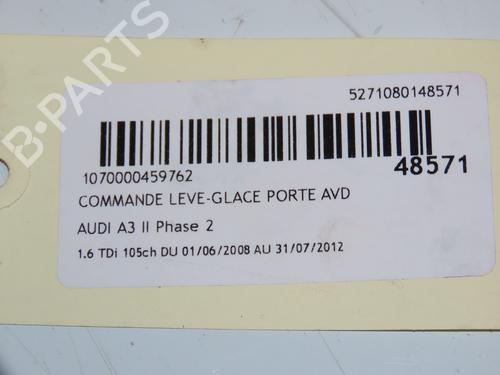 5271080148571
1070000459762
48571
COMMANDE LEVE-GLACE PORTE AVD
AUDI A3 II Phase 2
1.6 TDi 105ch DU 01/06/2008 AU 31/07/2012
B-PARTS